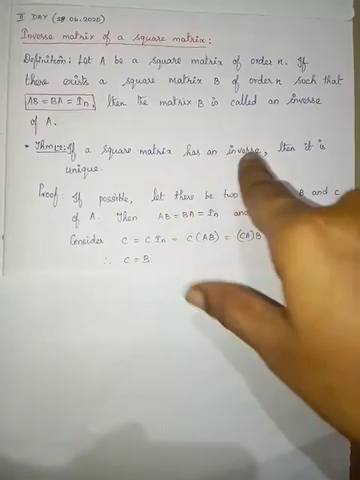 II DAY (28.06.2020)
Inverse matrix of a square matrix:
Definition: Let A be a square matrix of order n. If
there exists a square matrix B of order n such that
AB = BA = In, then the matrix B is called an inverse
of A.
* Thm: If a square matrix has an inverse, then it is
unique.
Proof: If possible, let there be two B and C
of A. Then AB = BA = In and
Consider C = C In = C(AB) = (CA)B
∴ C = B